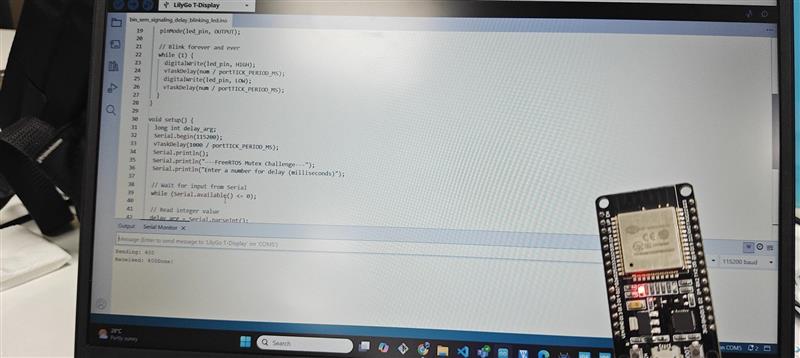 LilyGo T-Display
bin_sem_signaling_delay_blinking_led.ino
19 pinMode(led_pin, OUTPUT);
20
21 // Blink forever and ever
22 while (1) {
23 digitalWrite(led_pin, HIGH);
24 vTaskDelay(num / portTICK_PERIOD_MS);
25 digitalWrite(led_pin, LOW);
26 vTaskDelay(num / portTICK_PERIOD_MS);
27 }
28 }
29
30 void setup() {
31 long int delay_arg;
32 Serial.begin(115200);
33 vTaskDelay(1000 / portTICK_PERIOD_MS);
34 Serial.println();
35 Serial.println("---FreeRTOS Mutex Challenge---");
36 Serial.println("Enter a number for delay (milliseconds)");
37
38 // Wait for input from Serial
39 while (Serial.available() <= 0);
40
41 // Read integer value
42 delay_arg = Serial.parseInt();
Output Serial Monitor
Message (Enter to send message to 'LilyGo T-Display' on 'COM5')
115200 baud
Sending: 400
Received: 400Done!
on COM5 2
28°C
Partly sunny
Search